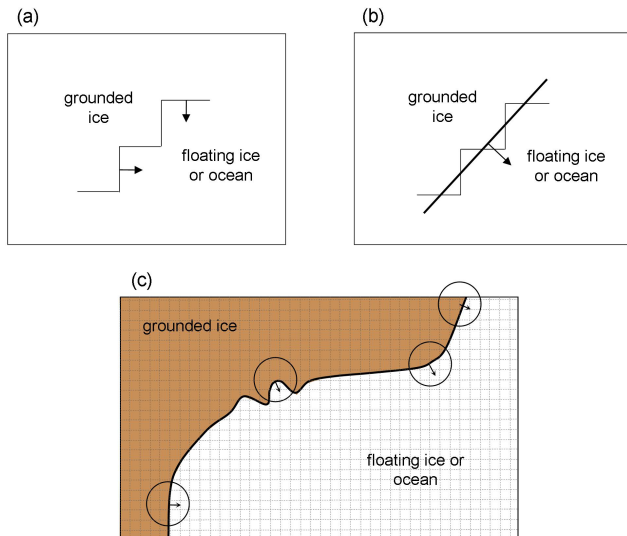 (a)
grounded
ice
floating ice
or ocean
(b)
grounded
ice
floating ice
or ocean
(c)
grounded ice
floating ice or
ocean